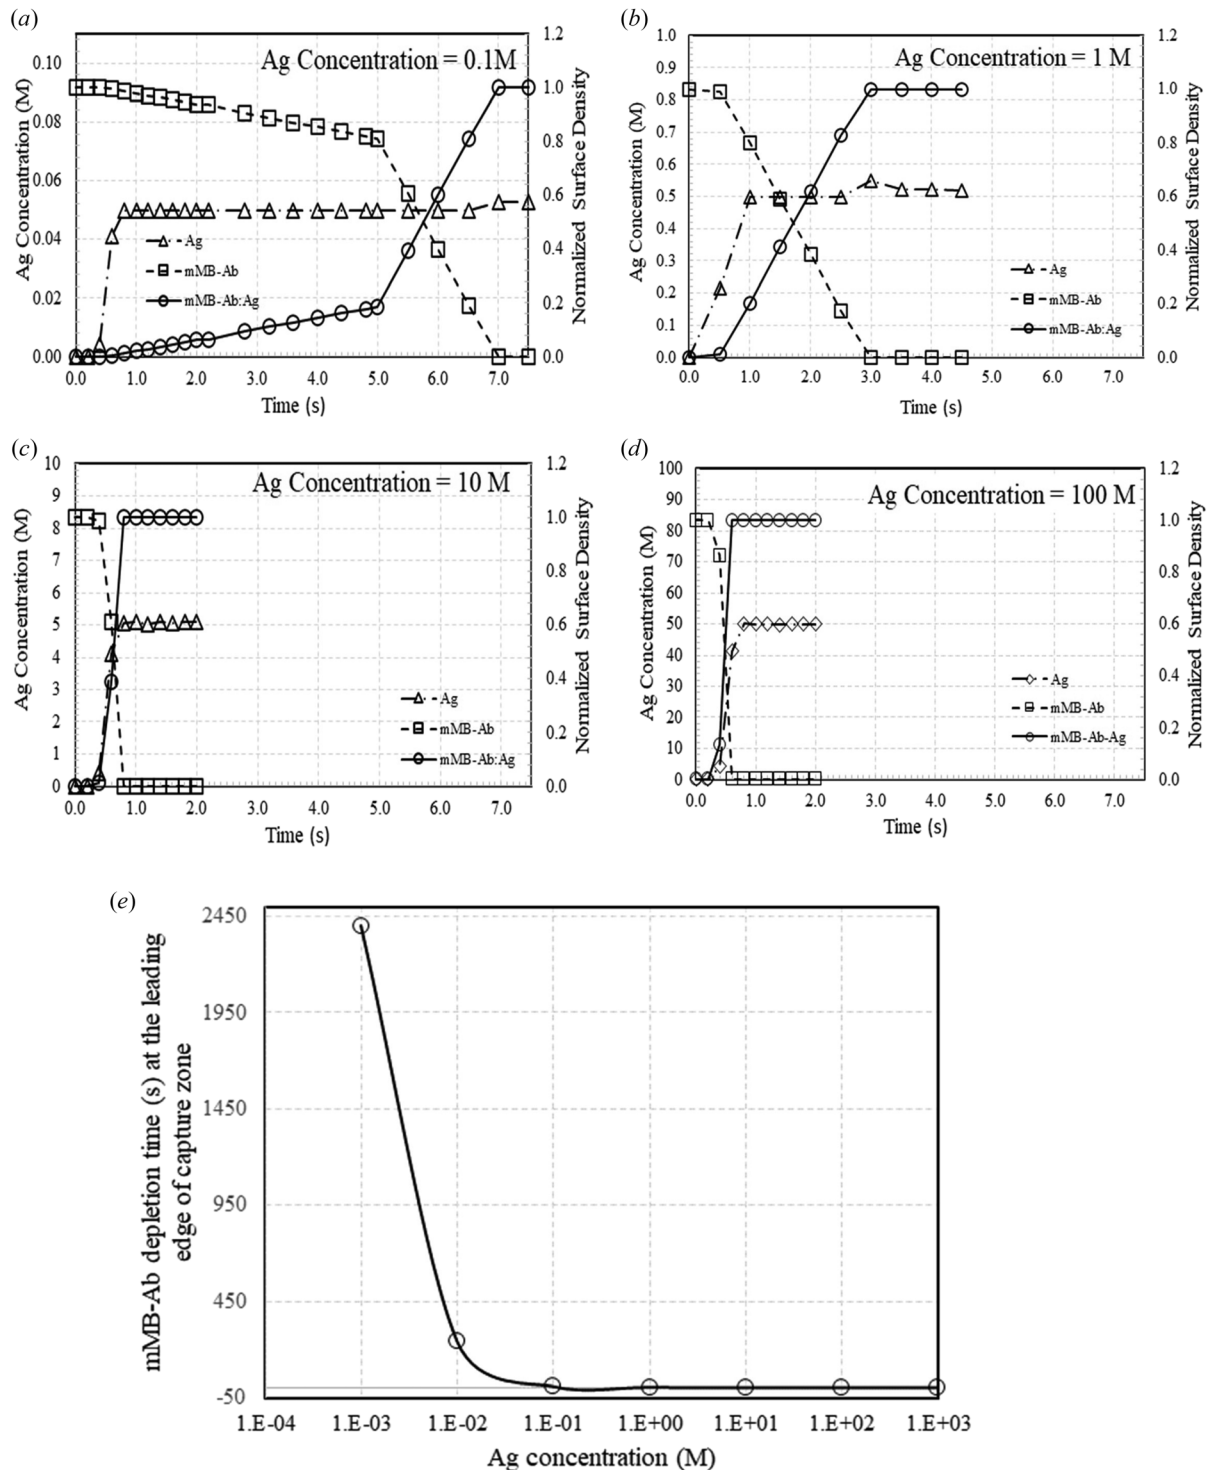 (a)
Ag Concentration = 0.1M
Ag Concentration (M)
0.10
0.08
0.06
0.04
0.02
0.00
1.2
1.0
0.8
0.6
0.4
0.2
0.0
Normalized Surface Density
Ag
mMB-Ab
mMB-Ab:Ag
0.0 1.0 2.0 3.0 4.0 5.0 6.0 7.0
Time (s)
(b)
Ag Concentration = 1 M
Ag Concentration (M)
1.0
0.9
0.8
0.7
0.6
0.5
0.4
0.3
0.2
0.1
0.0
1.2
1.0
0.8
0.6
0.4
0.2
0.0
Normalized Surface Density
Ag
mMB-Ab
mMB-Ab:Ag
0.0 1.0 2.0 3.0 4.0 5.0 6.0 7.0
Time (s)
(c)
Ag Concentration = 10 M
Ag Concentration (M)
10
9
8
7
6
5
4
3
2
1
0
1.2
1.0
0.8
0.6
0.4
0.2
0.0
Normalized Surface Density
Ag
mMB-Ab
mMB-Ab:Ag
0.0 1.0 2.0 3.0 4.0 5.0 6.0 7.0
Time (s)
(d)
Ag Concentration = 100 M
Ag Concentration (M)
100
90
80
70
60
50
40
30
20
10
0
1.2
1.0
0.8
0.6
0.4
0.2
0.0
Normalized Surface Density
Ag
mMB-Ab
mMB-Ab-Ag
0.0 1.0 2.0 3.0 4.0 5.0 6.0 7.0
Time (s)
(e)
mMB-Ab depletion time (s) at the leading
edge of capture zone
2450
1950
1450
950
450
-50
1.E-04 1.E-03 1.E-02 1.E-01 1.E+00 1.E+01 1.E+02 1.E+03
Ag concentration (M)